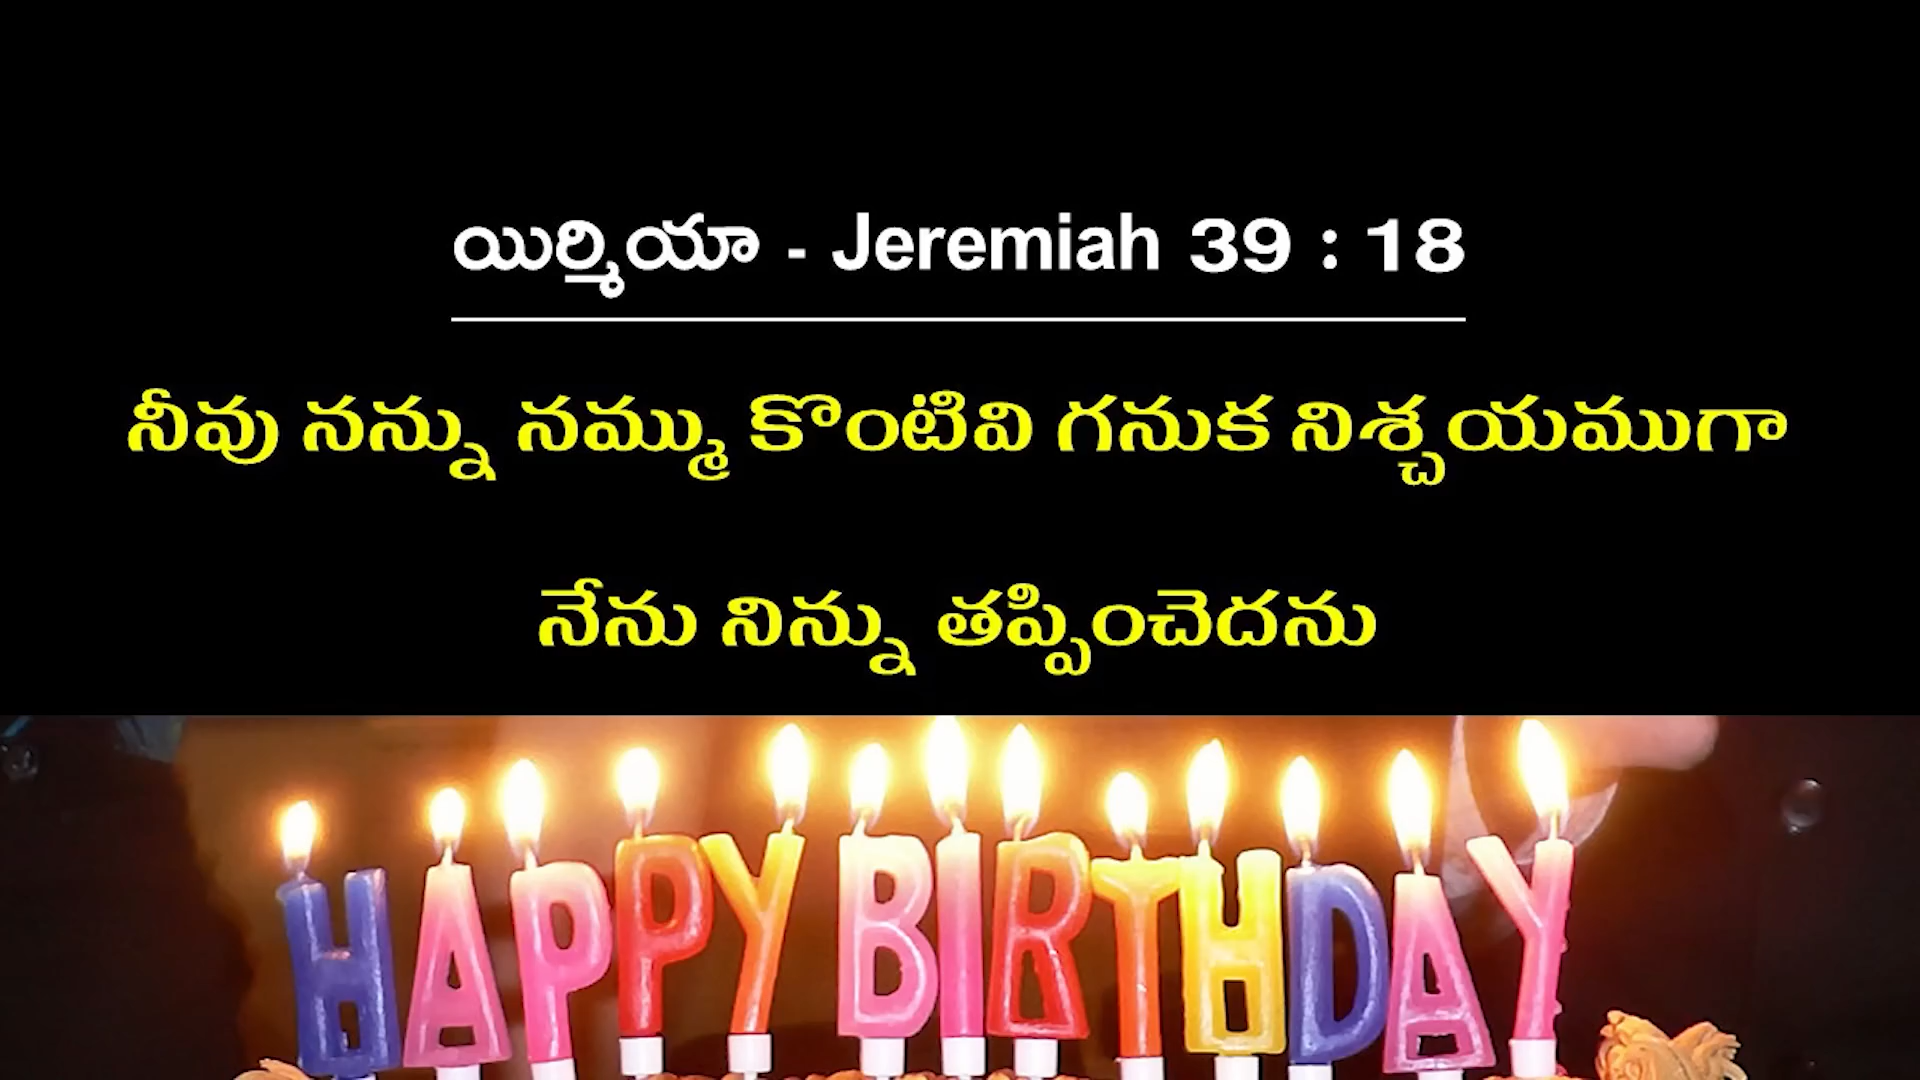 యిర్మియా - Jeremiah 39 : 18
నీవు నన్ను నమ్ము కొంటివి గనుక నిశ్చయముగా
నేను నిన్ను తప్పించెదను
HAPPY BIRTHDAY